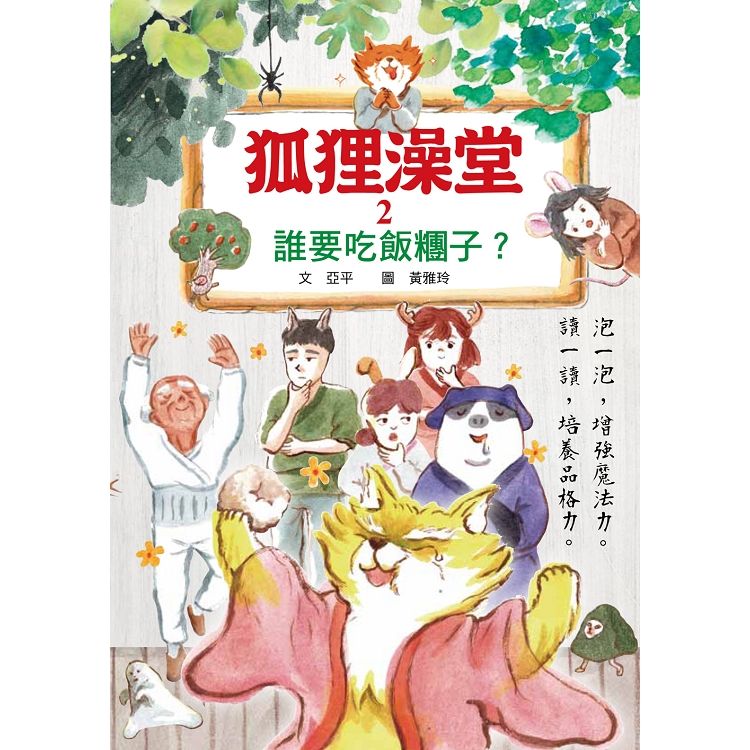 狐狸澡堂
2
誰要吃飯糰子？
文 亞平 圖 黃雅玲
泡一泡，增強魔法力。
讀一讀，培養品格力。